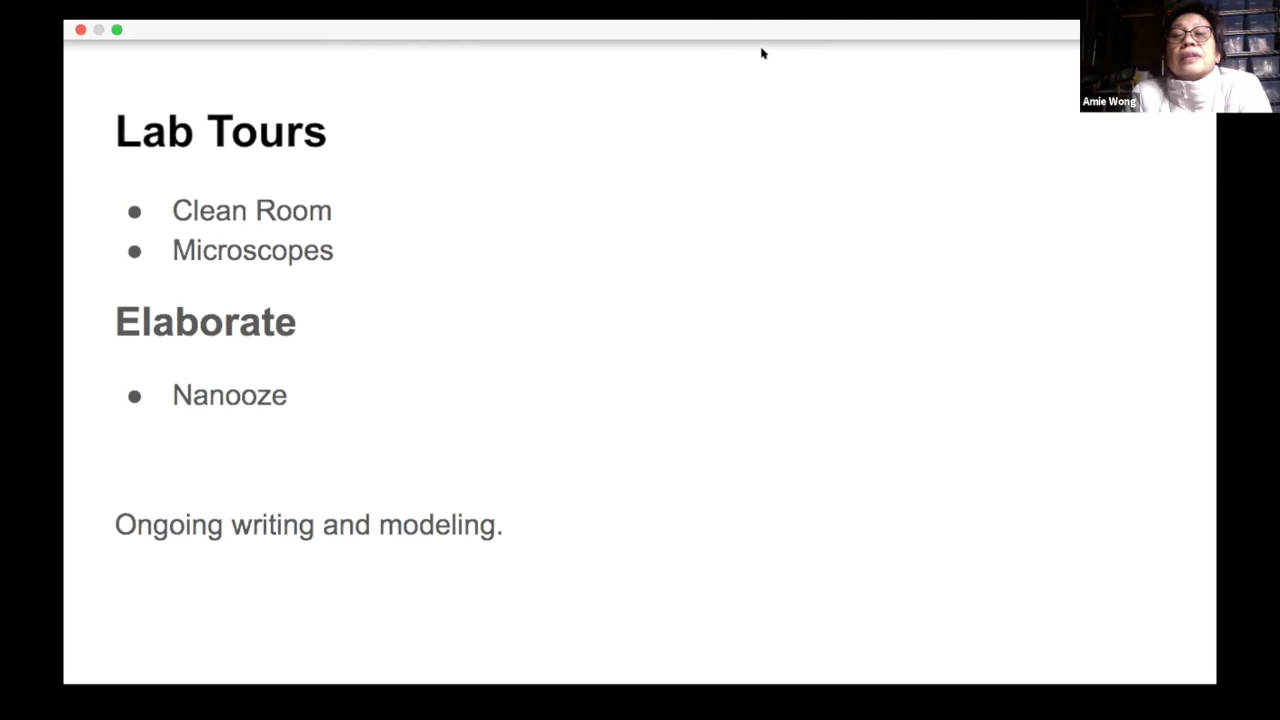 Lab Tours
● Clean Room
● Microscopes
Elaborate
● Nanooze
Ongoing writing and modeling.
Amie Wong